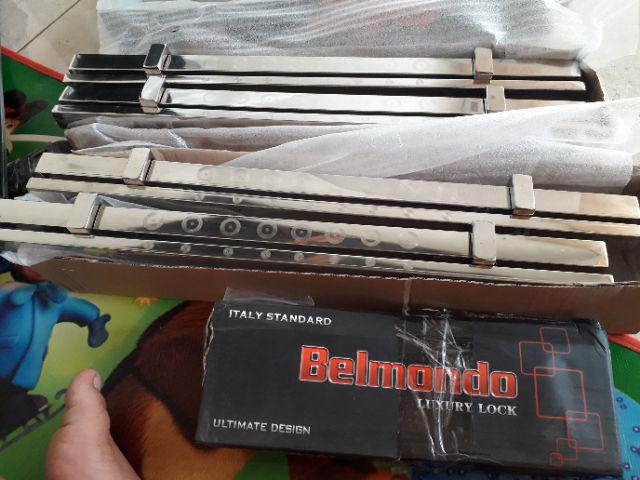 ITALY STANDARD
Belmondo
LUXURY LOCK
ULTIMATE DESIGN